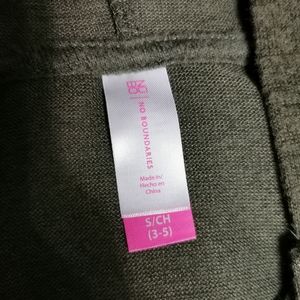 NO BOUNDARIES
Made in/
Hecho en
China
S/CH
(3-5)